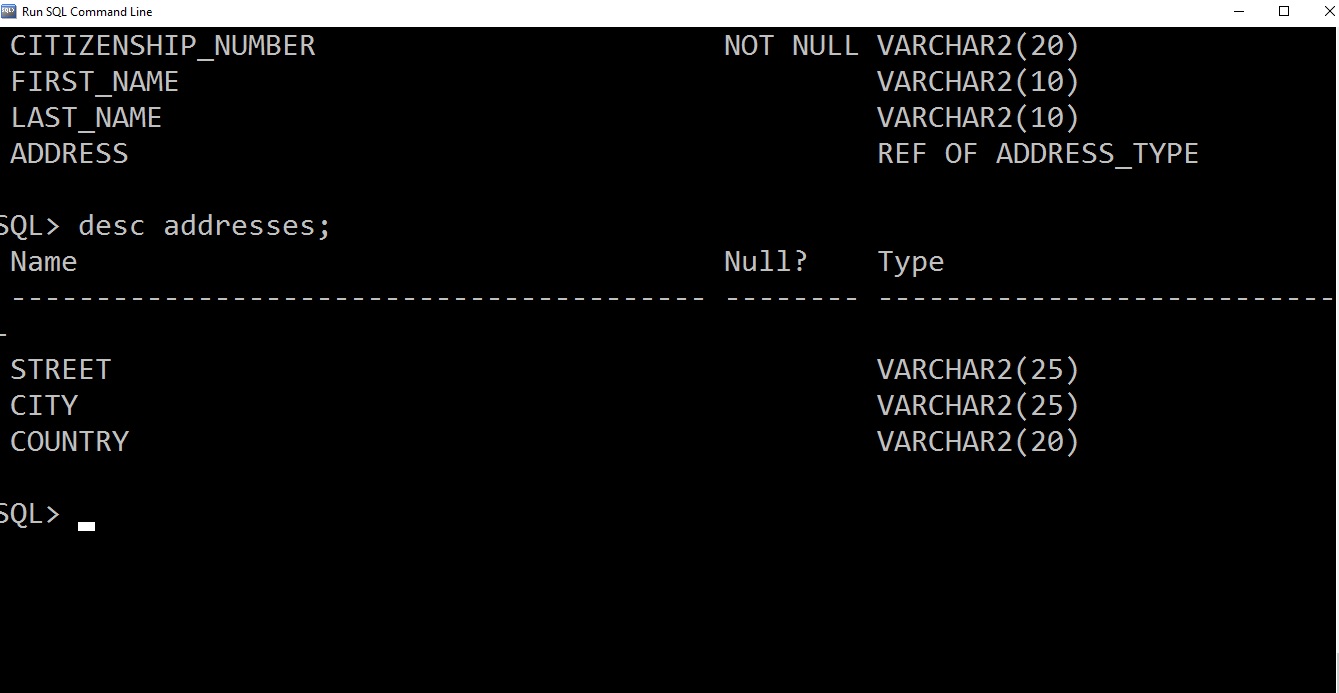 Run SQL Command Line
CITIZENSHIP_NUMBER NOT NULL VARCHAR2(20)
FIRST_NAME VARCHAR2(10)
LAST_NAME VARCHAR2(10)
ADDRESS REF OF ADDRESS_TYPE
SQL> desc addresses;
Name Null? Type
----------------------------------------- -------- ---------------------------
-
STREET VARCHAR2(25)
CITY VARCHAR2(25)
COUNTRY VARCHAR2(20)
SQL>